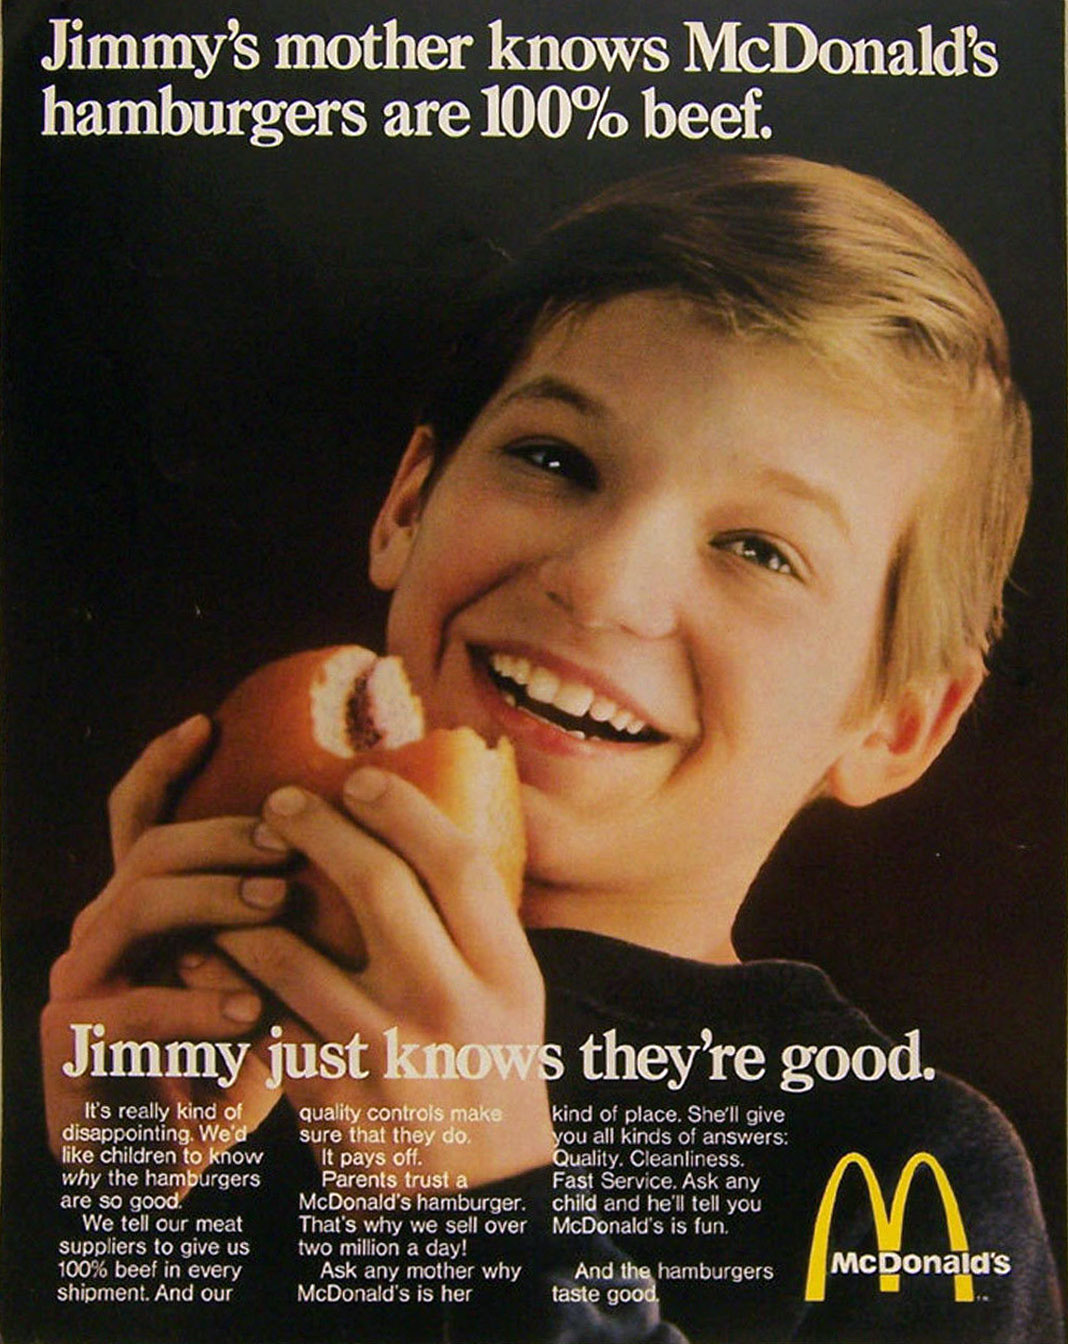 Jimmy's mother knows McDonald's
hamburgers are 100% beef.
Jimmy just knows they're good.
It's really kind of
disappointing. We'd
like children to know
why the hamburgers
are so good.
We tell our meat
suppliers to give us
100% beef in every
shipment. And our
quality controls make
sure that they do.
It pays off.
Parents trust a
McDonald's hamburger.
That's why we sell over
two million a day!
Ask any mother why
McDonald's is her
kind of place. She'll give
you all kinds of answers:
Quality. Cleanliness.
Fast Service. Ask any
child and he'll tell you
McDonald's is fun.
And the hamburgers
taste good.
McDonald's